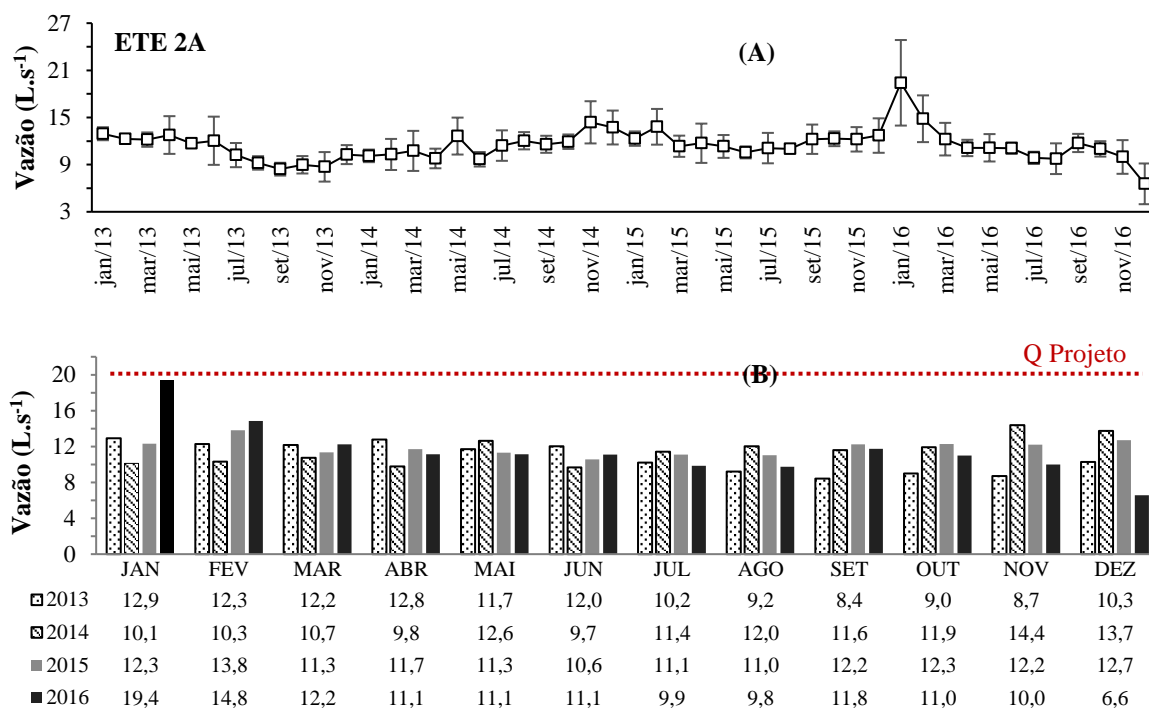 ETE 2A
(A)
Vazão (L.s⁻¹)
27
21
15
9
3
jan/13 mar/13 mai/13 jul/13 set/13 nov/13 jan/14 mar/14 mai/14 jul/14 set/14 nov/14 jan/15 mar/15 mai/15 jul/15 set/15 nov/15 jan/16 mar/16 mai/16 jul/16 set/16 nov/16
Q Projeto
(B)
Vazão (L.s⁻¹)
20
16
12
8
4
0
JAN FEV MAR ABR MAI JUN JUL AGO SET OUT NOV DEZ
2013 12,9 12,3 12,2 12,8 11,7 12,0 10,2 9,2 8,4 9,0 8,7 10,3
2014 10,1 10,3 10,7 9,8 12,6 9,7 11,4 12,0 11,6 11,9 14,4 13,7
2015 12,3 13,8 11,3 11,7 11,3 10,6 11,1 11,0 12,2 12,3 12,2 12,7
2016 19,4 14,8 12,2 11,1 11,1 11,1 9,9 9,8 11,8 11,0 10,0 6,6